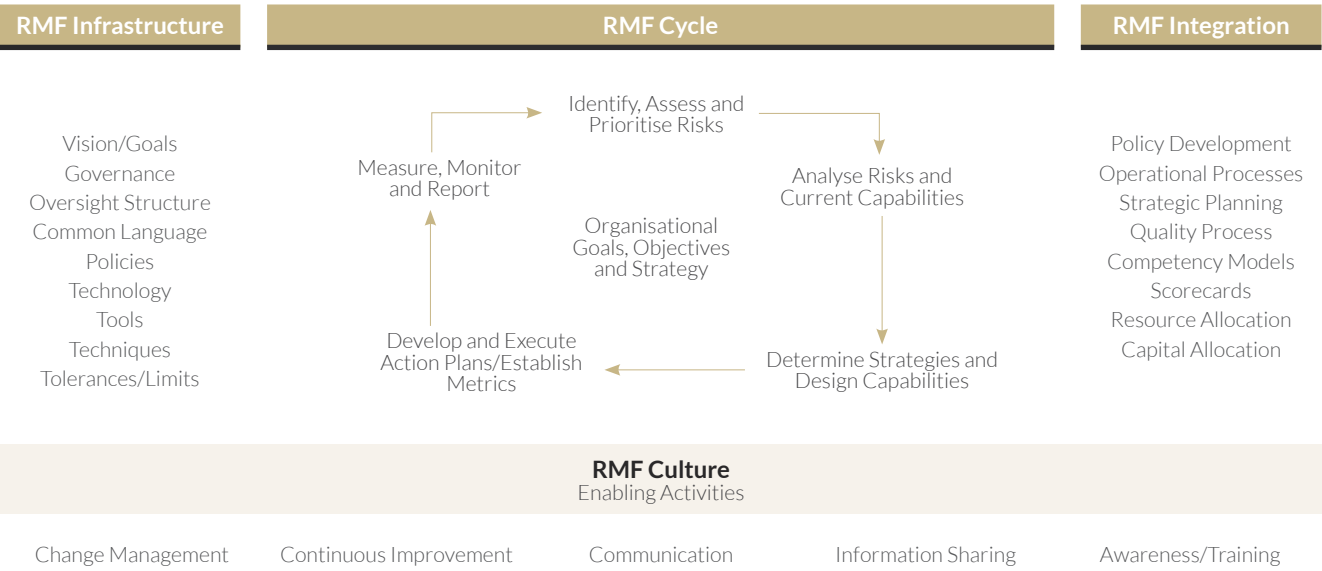 RMF Infrastructure
RMF Cycle
RMF Integration
Vision/Goals
Governance
Oversight Structure
Common Language
Policies
Technology
Tools
Techniques
Tolerances/Limits
Identify, Assess and
Prioritise Risks
Measure, Monitor
and Report
Analyse Risks and
Current Capabilities
Organisational
Goals, Objectives
and Strategy
Develop and Execute
Action Plans/Establish
Metrics
Determine Strategies and
Design Capabilities
Policy Development
Operational Processes
Strategic Planning
Quality Process
Competency Models
Scorecards
Resource Allocation
Capital Allocation
RMF Culture
Enabling Activities
Change Management
Continuous Improvement
Communication
Information Sharing
Awareness/Training